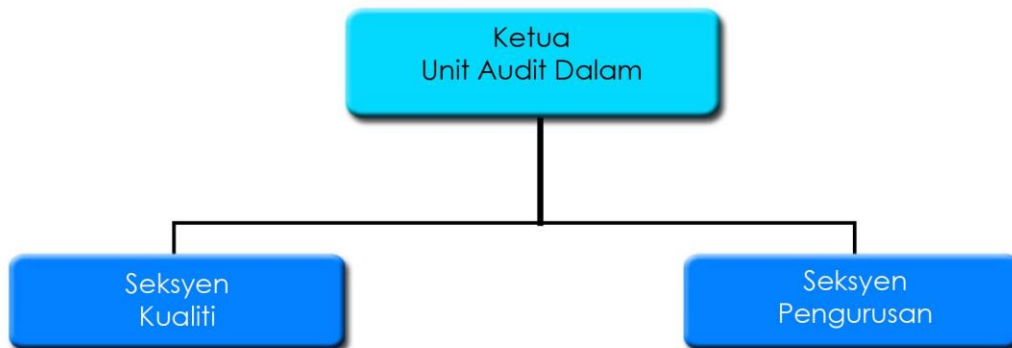 Ketua
Unit Audit Dalam
Seksyen
Kualiti
Seksyen
Pengurusan